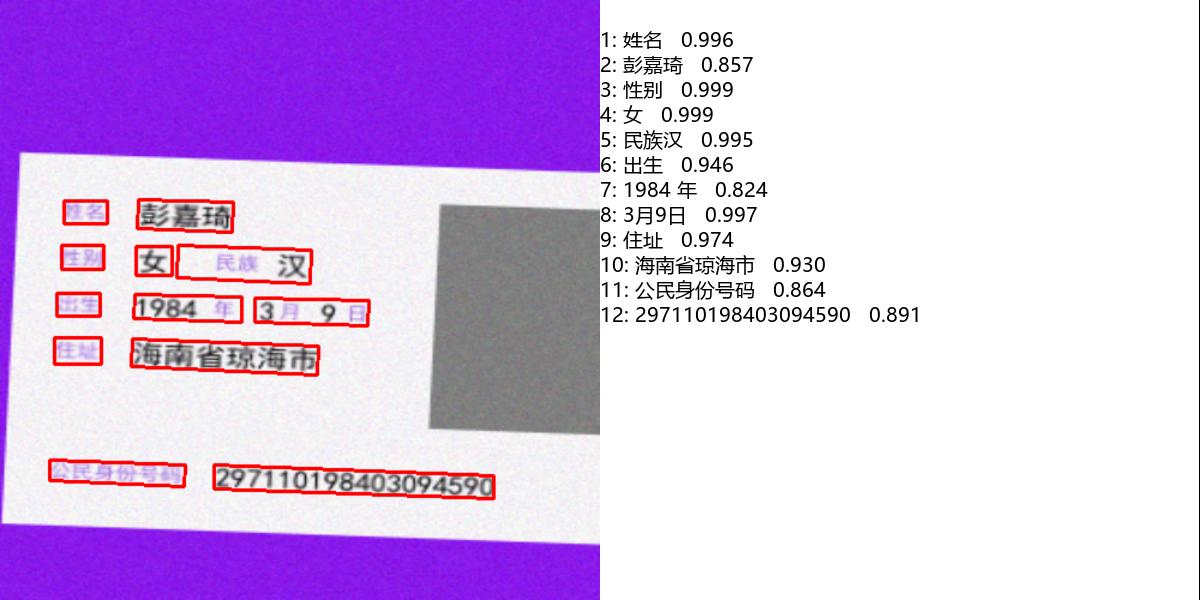 姓名 彭嘉琦
性别 女 民族 汉
出生 1984 年 3 月 9 日
住址 海南省琼海市
公民身份号码 297110198403094590
1: 姓名 0.996
2: 彭嘉琦 0.857
3: 性别 0.999
4: 女 0.999
5: 民族汉 0.995
6: 出生 0.946
7: 1984 年 0.824
8: 3月9日 0.997
9: 住址 0.974
10: 海南省琼海市 0.930
11: 公民身份号码 0.864
12: 297110198403094590 0.891